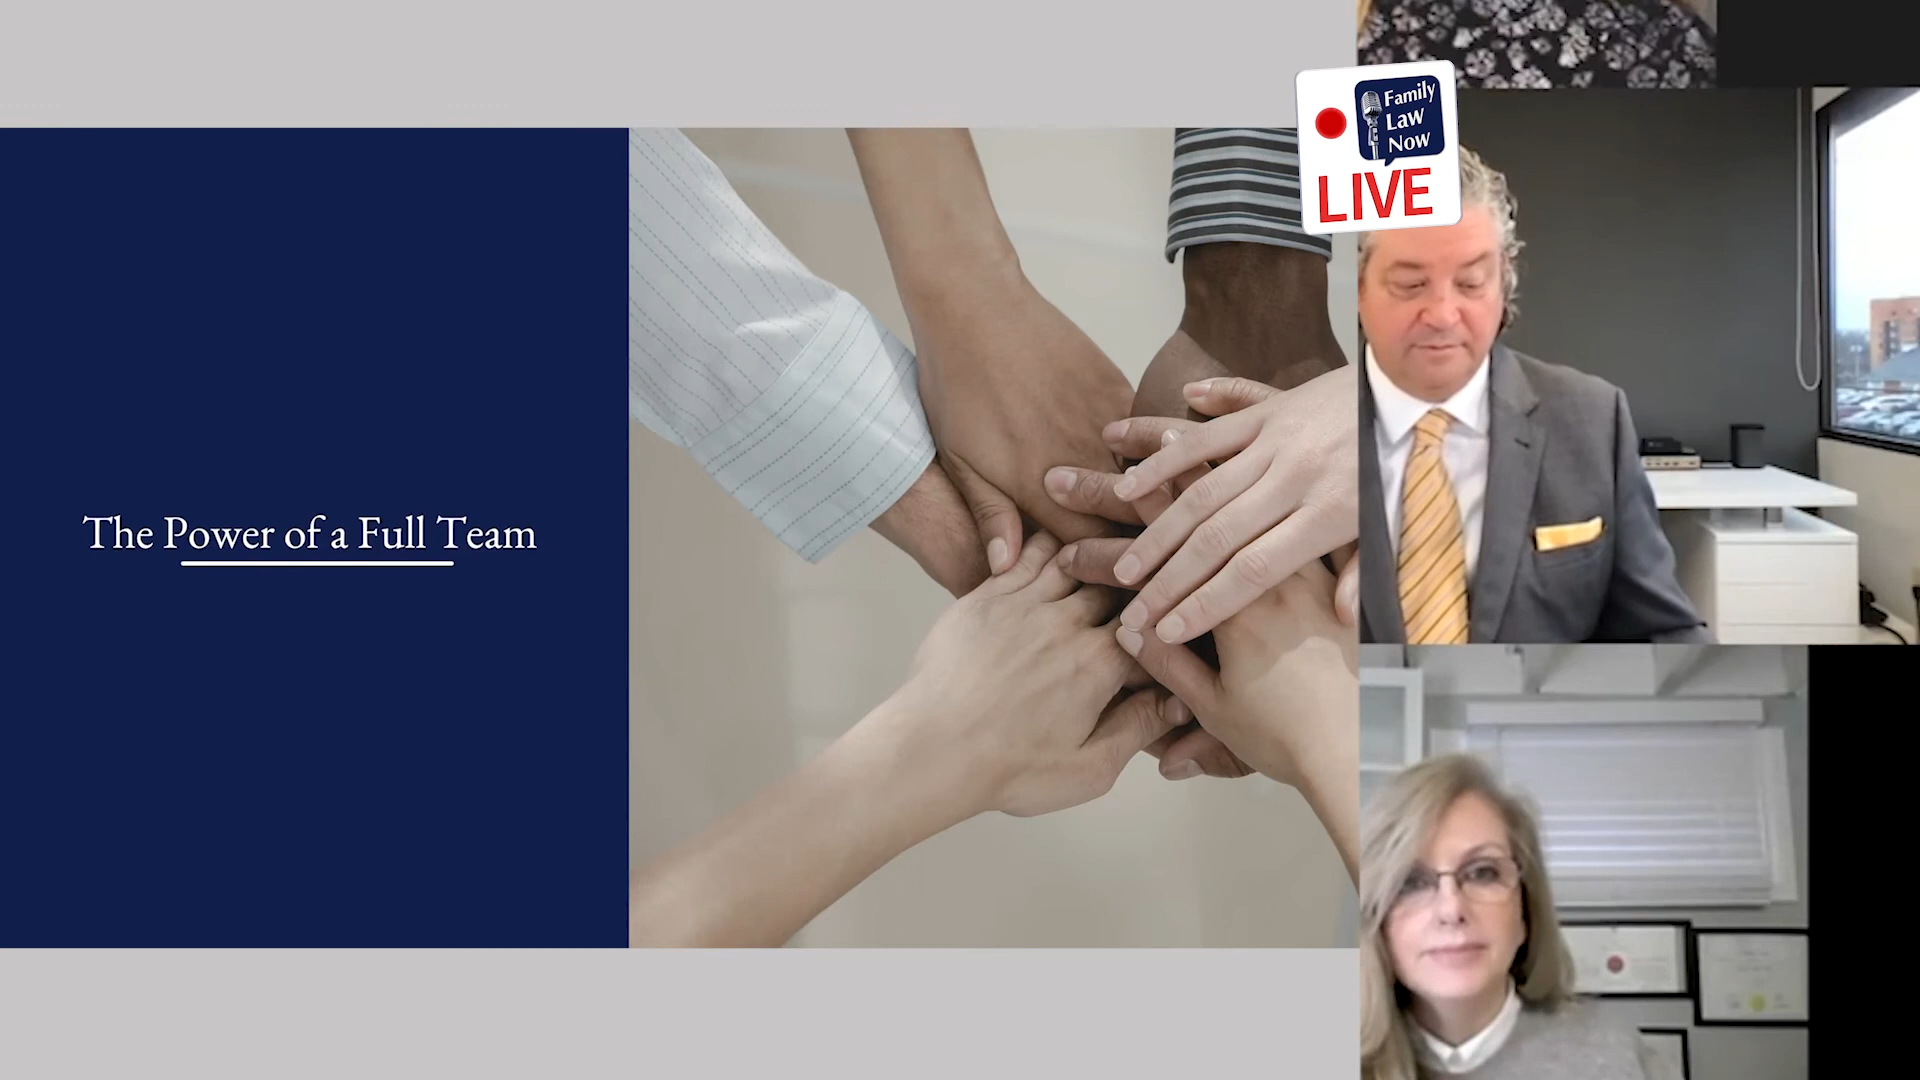 The Power of a Full Team
Family
Law
Now
LIVE